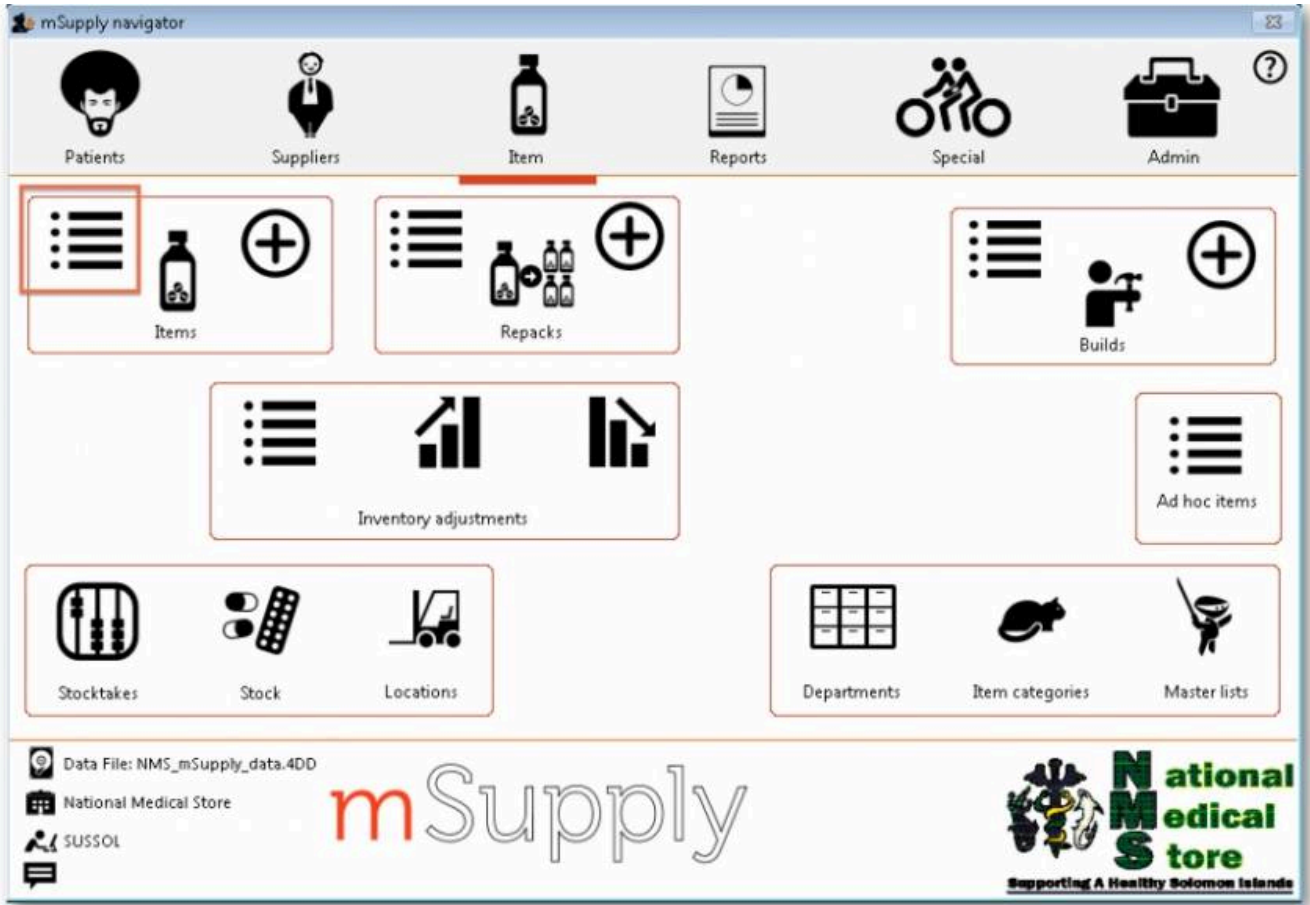 mSupply navigator
?
Patients
Suppliers
Item
Reports
Special
Admin
Items
Repacks
Builds
Inventory adjustments
Ad hoc items
Stocktakes
Stock
Locations
Departments
Item categories
Master lists
Data File: NMS_mSupply_data.4DD
National Medical Store
SUSSOL
mSupply
National
Medical
Store
Supporting A Healthy Solomon Islands